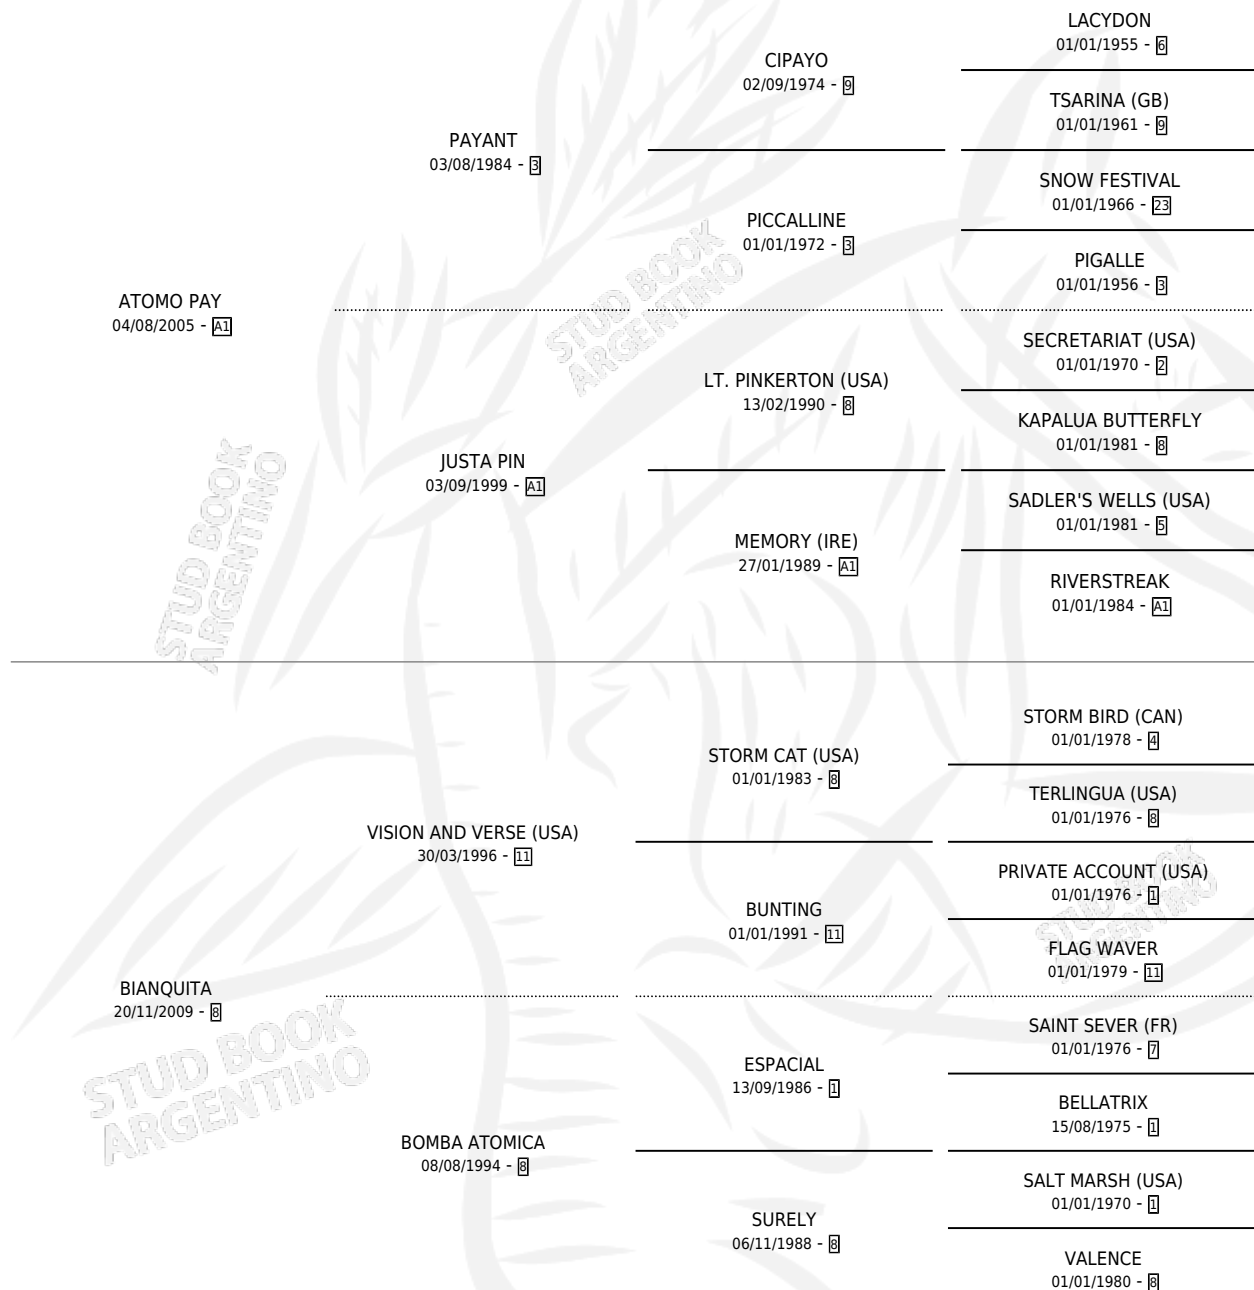 LACYDON
01/01/1955 - 6
CIPAYO
02/09/1974 - 9
TSARINA (GB)
01/01/1961 - 9
PAYANT
03/08/1984 - 3
SNOW FESTIVAL
01/01/1966 - 23
PICCALLINE
01/01/1972 - 3
PIGALLE
01/01/1956 - 3
ATOMO PAY
04/08/2005 - A1
SECRETARIAT (USA)
01/01/1970 - 2
LT. PINKERTON (USA)
13/02/1990 - 8
KAPALUA BUTTERFLY
01/01/1981 - 8
JUSTA PIN
03/09/1999 - A1
SADLER'S WELLS (USA)
01/01/1981 - 5
MEMORY (IRE)
27/01/1989 - A1
RIVERSTREAK
01/01/1984 - A1
STORM BIRD (CAN)
01/01/1978 - 4
STORM CAT (USA)
01/01/1983 - 8
TERLINGUA (USA)
01/01/1976 - 8
VISION AND VERSE (USA)
30/03/1996 - 11
PRIVATE ACCOUNT (USA)
01/01/1976 - 1
BUNTING
01/01/1991 - 11
FLAG WAVER
01/01/1979 - 11
BIANQUITA
20/11/2009 - 8
SAINT SEVER (FR)
01/01/1976 - 7
ESPACIAL
13/09/1986 - 1
BELLATRIX
15/08/1975 - 1
BOMBA ATOMICA
08/08/1994 - 8
SALT MARSH (USA)
01/01/1970 - 1
SURELY
06/11/1988 - 8
VALENCE
01/01/1980 - 8
STUD BOOK
ARGENTINO
STUD BOOK
ARGENTINO
STUD BOOK
ARGENTINO
STUD BOOK
ARGENTINO